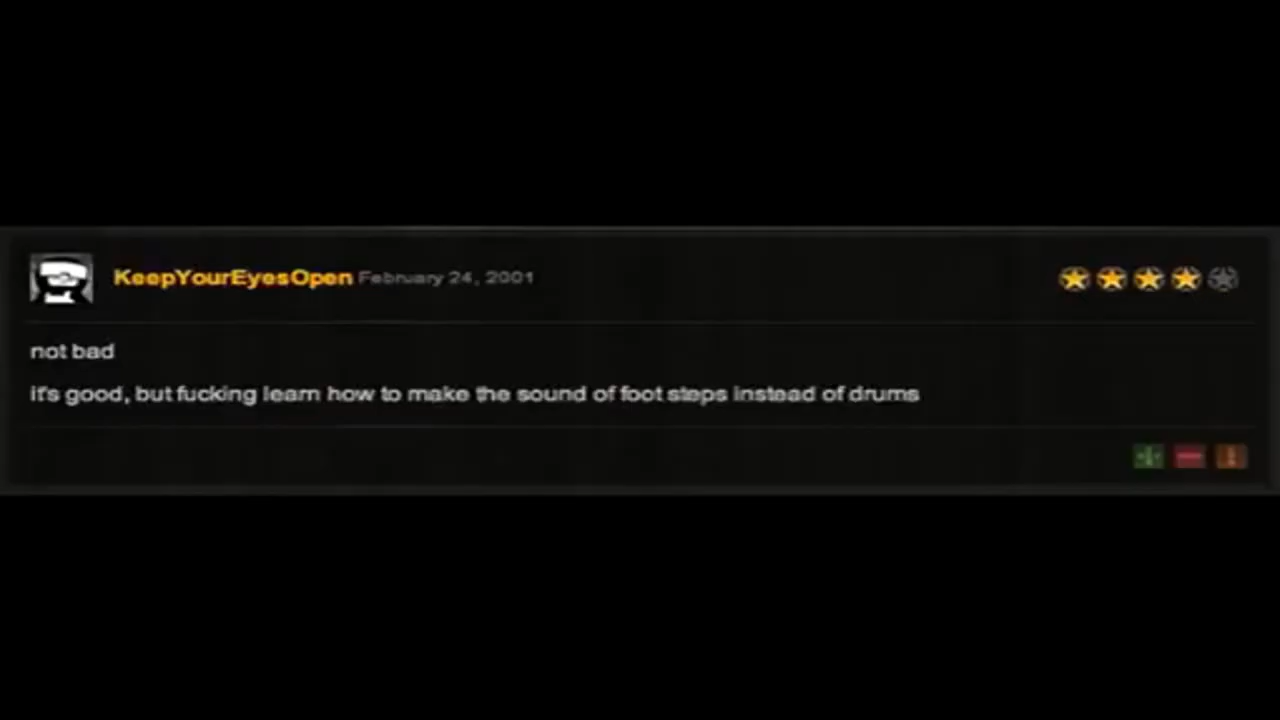 KeepYourEyesOpen February 24, 2001
not bad
it's good, but fucking learn how to make the sound of foot steps instead of drums